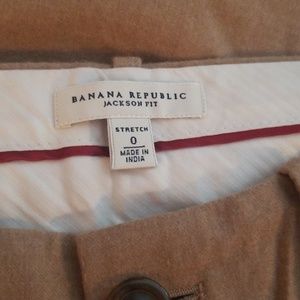 BANANA REPUBLIC
JACKSON FIT
STRETCH
0
MADE IN
INDIA